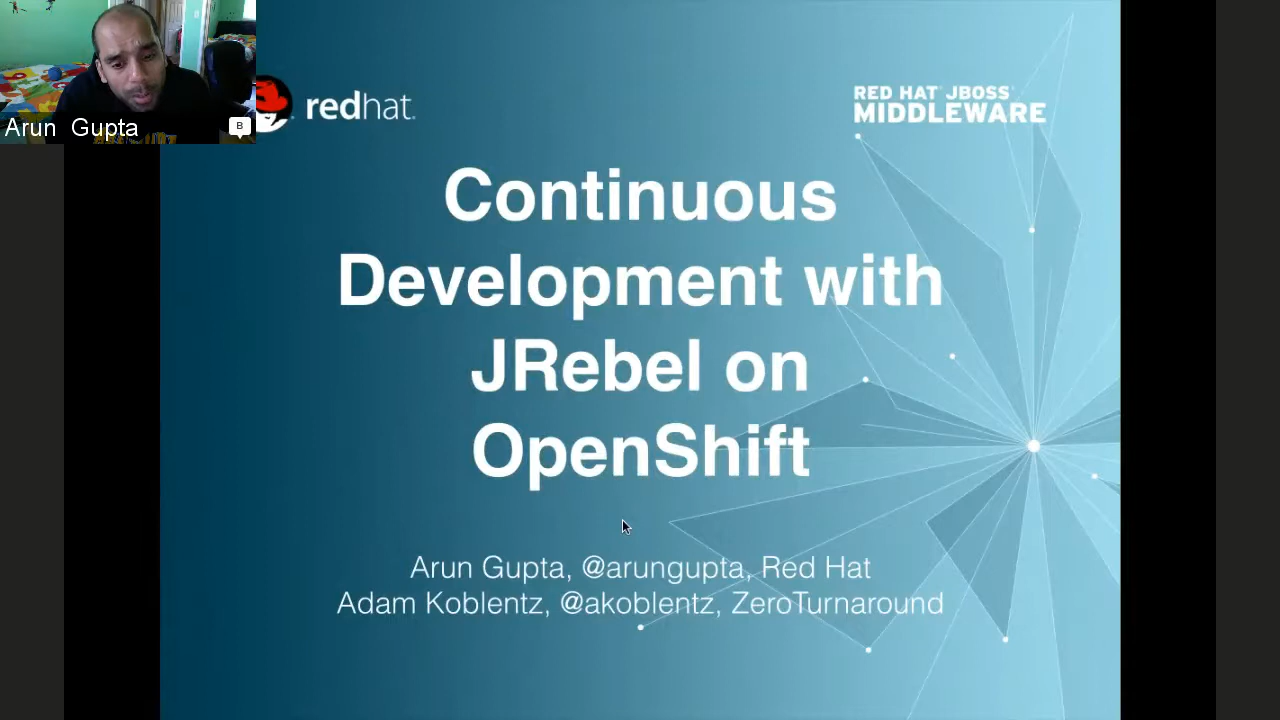 Arun Gupta
B
redhat.
RED HAT JBOSS
MIDDLEWARE
Continuous
Development with
JRebel on
OpenShift
Arun Gupta, @arungupta, Red Hat
Adam Koblentz, @akoblentz, ZeroTurnaround